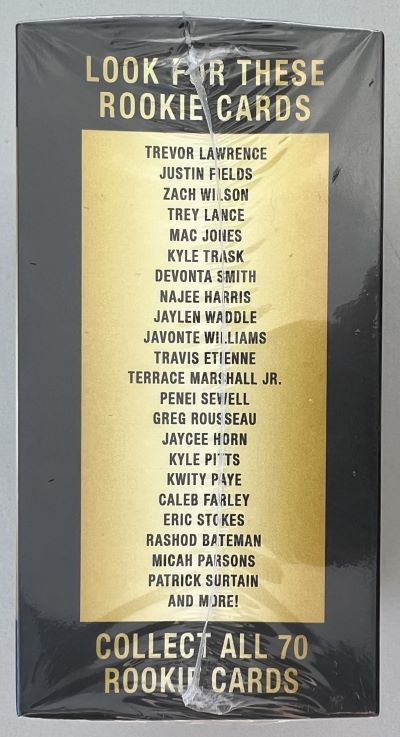 LOOK FOR THESE
ROOKIE CARDS
TREVOR LAWRENCE
JUSTIN FIELDS
ZACH WILSON
TREY LANCE
MAC JONES
KYLE TRASK
DEVONTA SMITH
NAJEE HARRIS
JAYLEN WADDLE
JAVONTE WILLIAMS
TRAVIS ETIENNE
TERRACE MARSHALL JR.
PENEI SEWELL
GREG ROUSSEAU
JAYCEE HORN
KYLE PITTS
KWITY PAYE
CALEB FARLEY
ERIC STOKES
RASHOD BATEMAN
MICAH PARSONS
PATRICK SURTAIN
AND MORE!
COLLECT ALL 70
ROOKIE CARDS